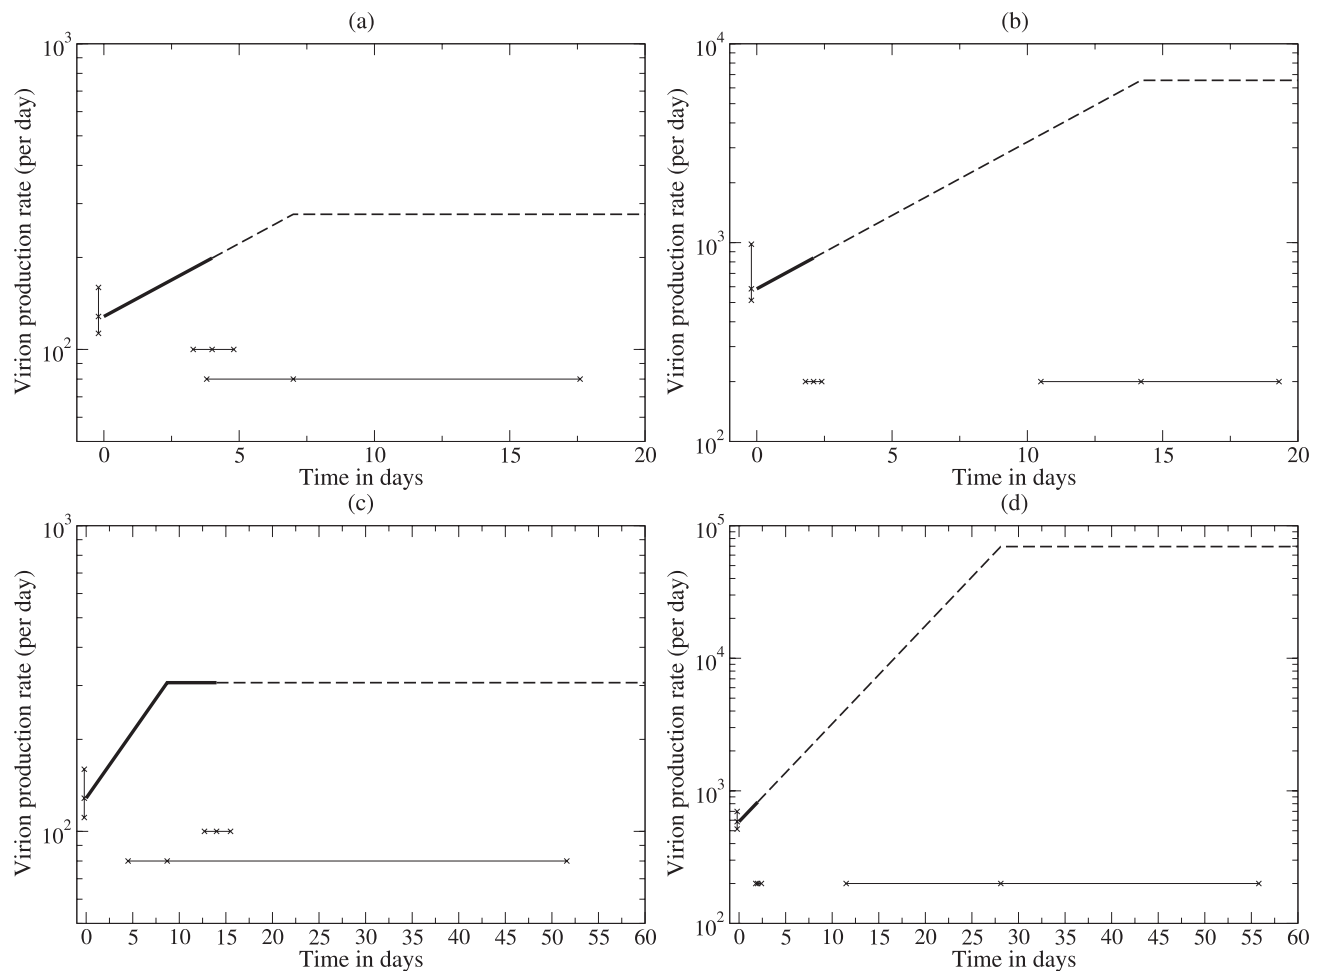 (a)
10^3
10^2
Virion production rate (per day)
0 5 10 15 20
Time in days
(b)
10^4
10^3
10^2
Virion production rate (per day)
0 5 10 15 20
Time in days
(c)
10^3
10^2
Virion production rate (per day)
0 5 10 15 20 25 30 35 40 45 50 55 60
Time in days
(d)
10^5
10^4
10^3
10^2
Virion production rate (per day)
0 5 10 15 20 25 30 35 40 45 50 55 60
Time in days